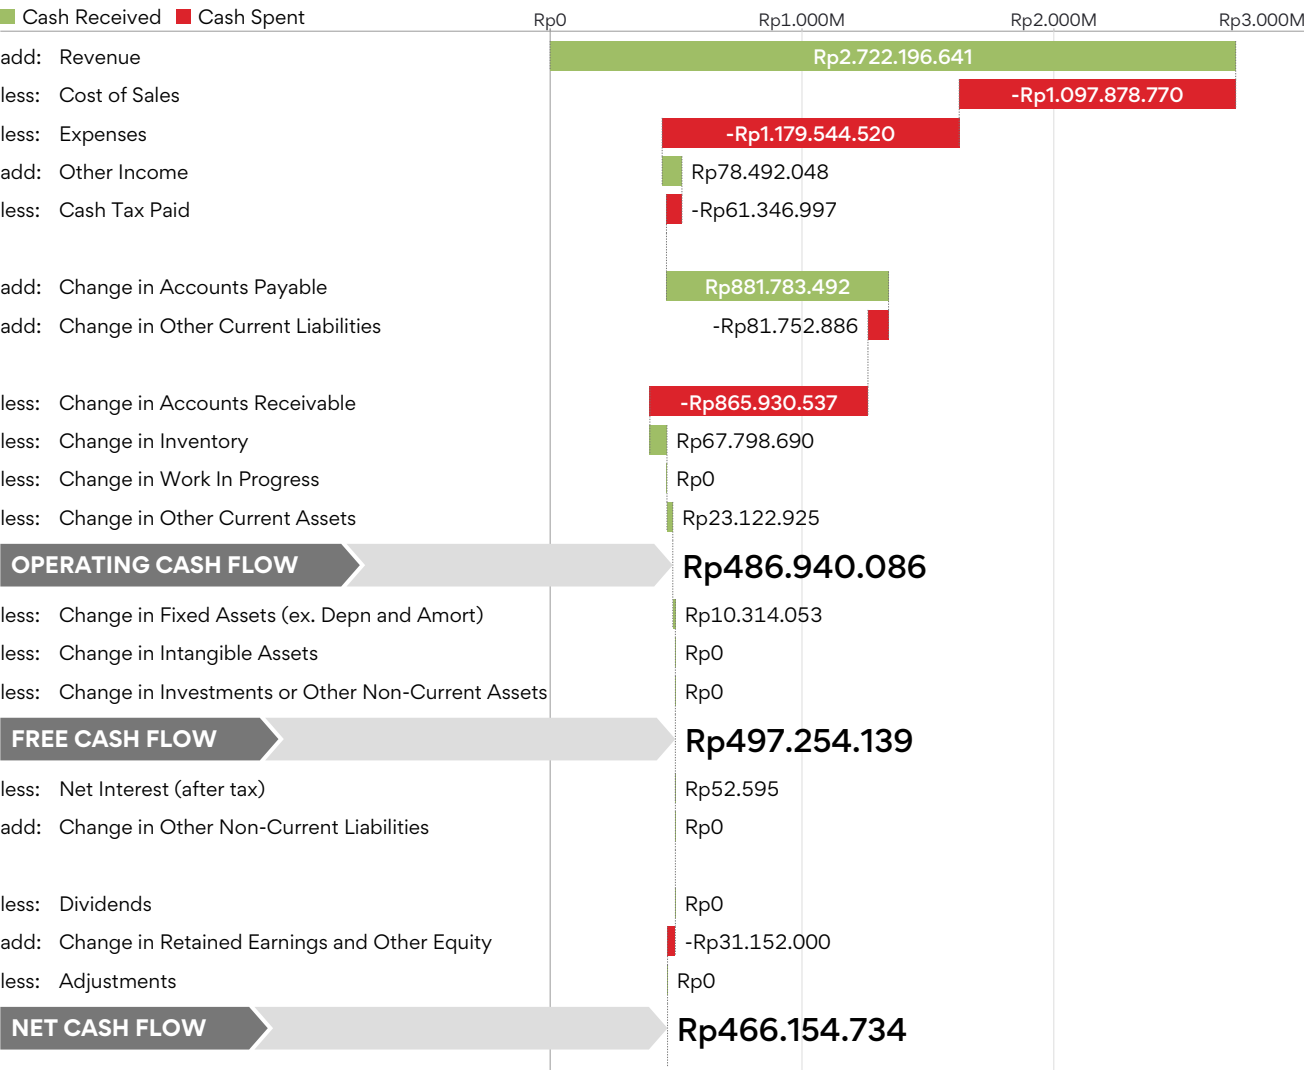 Cash Received Cash Spent Rp0 Rp1.000M Rp2.000M Rp3.000M
add: Revenue Rp2.722.196.641
less: Cost of Sales -Rp1.097.878.770
less: Expenses -Rp1.179.544.520
add: Other Income Rp78.492.048
less: Cash Tax Paid -Rp61.346.997
add: Change in Accounts Payable Rp881.783.492
add: Change in Other Current Liabilities -Rp81.752.886
less: Change in Accounts Receivable -Rp865.930.537
less: Change in Inventory Rp67.798.690
less: Change in Work In Progress Rp0
less: Change in Other Current Assets Rp23.122.925
OPERATING CASH FLOW Rp486.940.086
less: Change in Fixed Assets (ex. Depn and Amort) Rp10.314.053
less: Change in Intangible Assets Rp0
less: Change in Investments or Other Non-Current Assets Rp0
FREE CASH FLOW Rp497.254.139
less: Net Interest (after tax) Rp52.595
add: Change in Other Non-Current Liabilities Rp0
less: Dividends Rp0
add: Change in Retained Earnings and Other Equity -Rp31.152.000
less: Adjustments Rp0
NET CASH FLOW Rp466.154.734